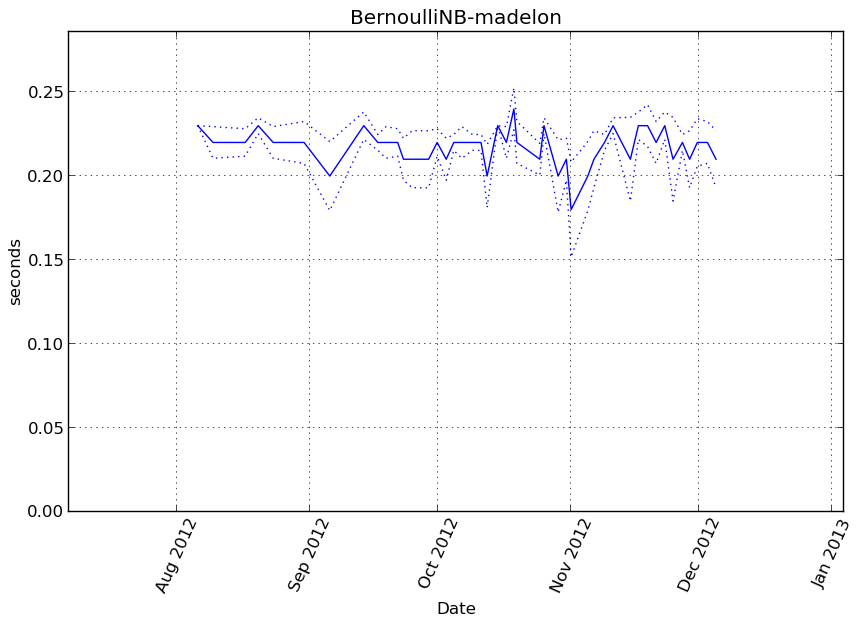 BernoulliNB-madelon
0.25
0.20
0.15
0.10
0.05
0.00
seconds
Aug 2012
Sep 2012
Oct 2012
Nov 2012
Dec 2012
Jan 2013
Date